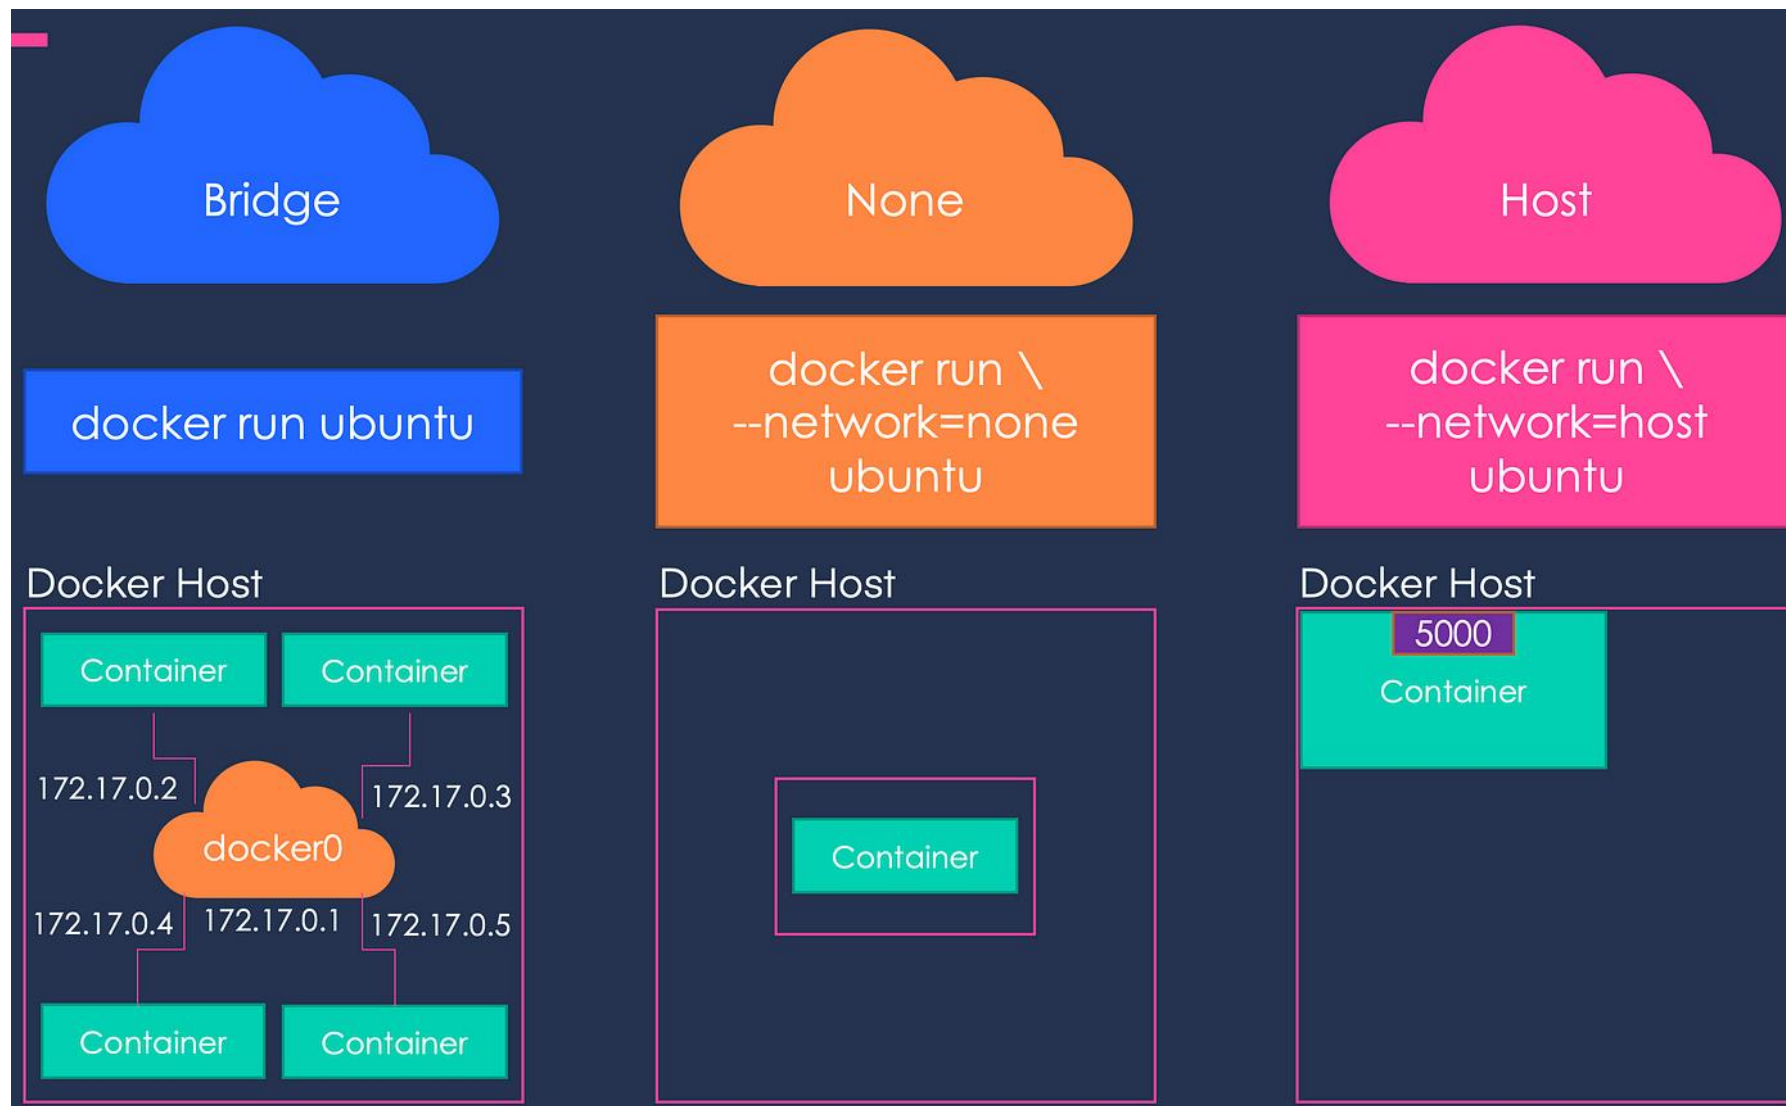 Bridge
None
Host
docker run ubuntu
docker run \
--network=none
ubuntu
docker run \
--network=host
ubuntu
Docker Host
Container
Container
172.17.0.2
172.17.0.3
docker0
172.17.0.4
172.17.0.1
172.17.0.5
Container
Container
Docker Host
Container
Docker Host
5000
Container